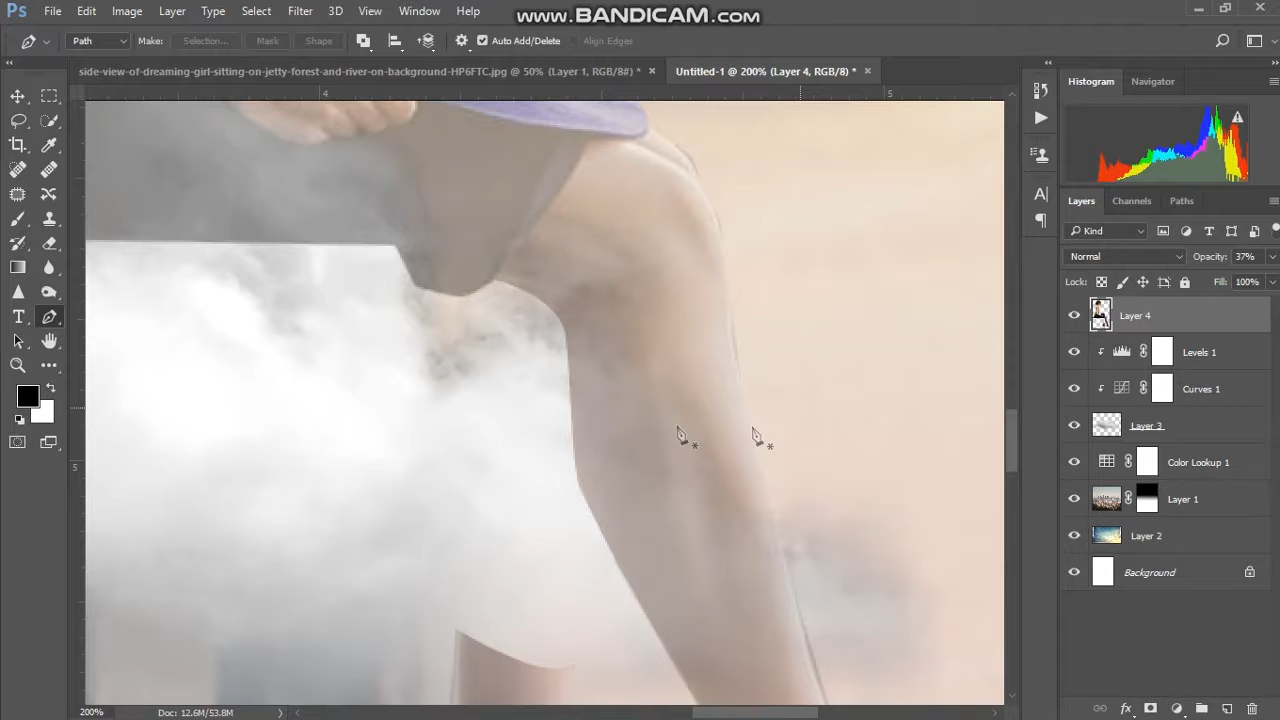 www.BANDICAM.com
Ps File Edit Image Layer Type Select Filter 3D View Window Help
Path Make: Selection... Mask Shape Auto Add/Delete Align Edges
side-view-of-dreaming-girl-sitting-on-jetty-forest-and-river-on-background-HP6FTC.jpg @ 50% (Layer 1, RGB/8#) * × Untitled-1 @ 200% (Layer 4, RGB/8) * ×
4 5
5
Histogram Navigator
Layers Channels Paths
Kind
Normal Opacity: 37%
Lock: Fill: 100%
Layer 4
Levels 1
Curves 1
Layer 3
Color Lookup 1
Layer 1
Layer 2
Background
200% Doc: 12.6M/53.8M